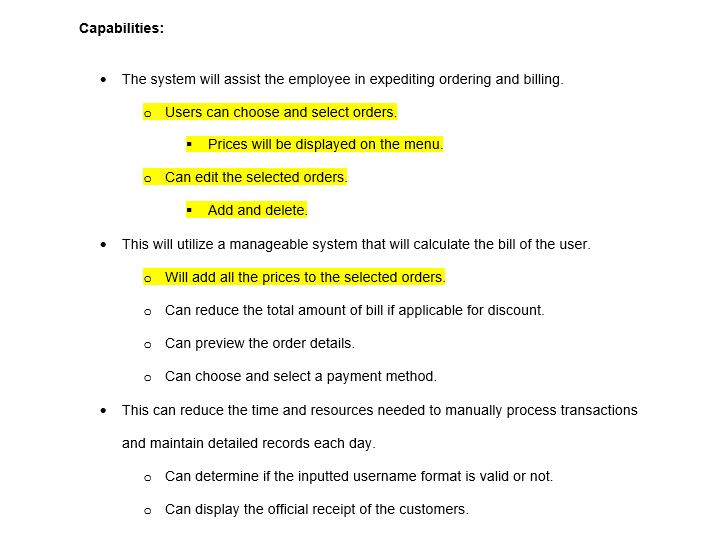 Capabilities:
• The system will assist the employee in expediting ordering and billing.
o Users can choose and select orders.
▪ Prices will be displayed on the menu.
o Can edit the selected orders.
▪ Add and delete.
• This will utilize a manageable system that will calculate the bill of the user.
o Will add all the prices to the selected orders.
o Can reduce the total amount of bill if applicable for discount.
o Can preview the order details.
o Can choose and select a payment method.
• This can reduce the time and resources needed to manually process transactions
and maintain detailed records each day.
o Can determine if the inputted username format is valid or not.
o Can display the official receipt of the customers.